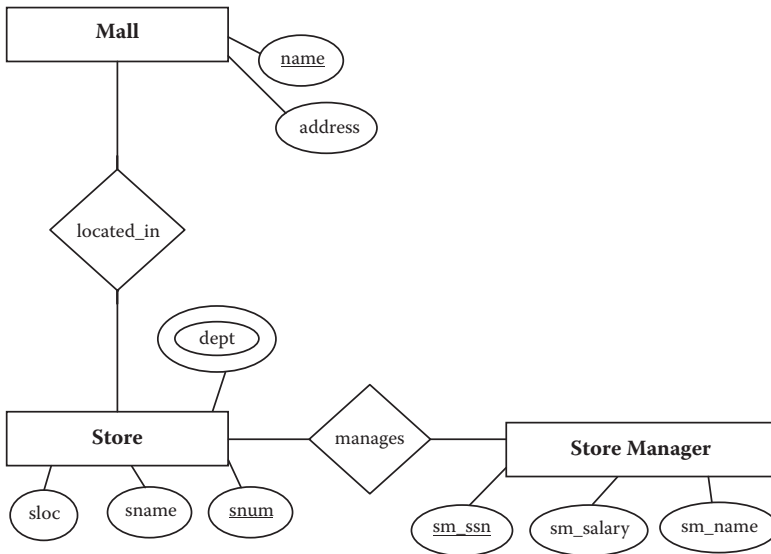 Mall
name
address
located_in
dept
Store
manages
Store Manager
sloc
sname
snum
sm_ssn
sm_salary
sm_name